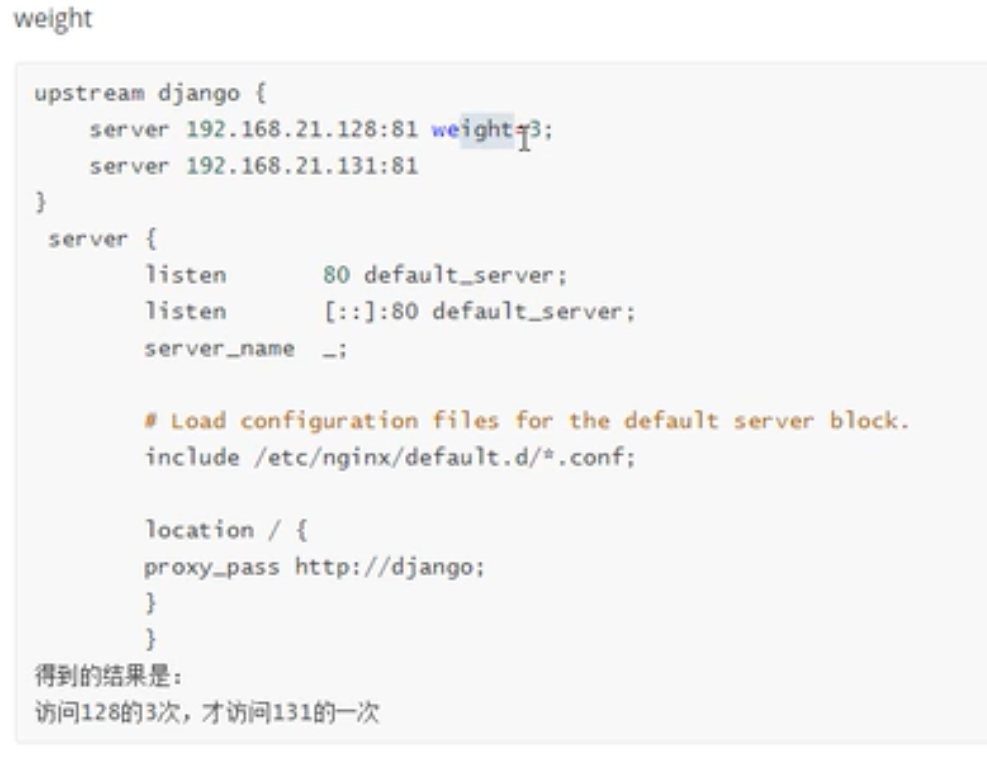 weight
upstream django {
server 192.168.21.128:81 weight=3;
server 192.168.21.131:81
}
server {
listen 80 default_server;
listen [::]:80 default_server;
server_name _;
# Load configuration files for the default server block.
include /etc/nginx/default.d/*.conf;
location / {
proxy_pass http://django;
}
}
得到的结果是:
访问128的3次，才访问131的一次